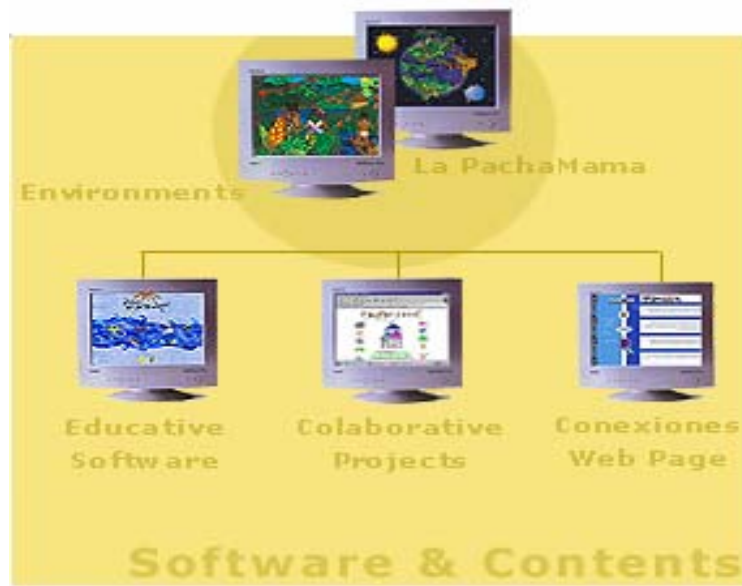 La PachaMama
Environments
Educative
Software
Colaborative
Projects
Conexiones
Web Page
Software & Contents